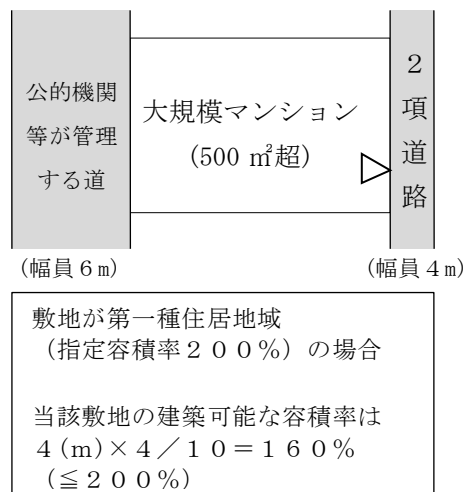 公的機関
等が管理
する道
大規模マンション
(500 ㎡超)
２
項
道
路
(幅員６ｍ)
(幅員４ｍ)
敷地が第一種住居地域
（指定容積率２００％）の場合
当該敷地の建築可能な容積率は
４(ｍ)×４／１０＝１６０％
（≦２００％）